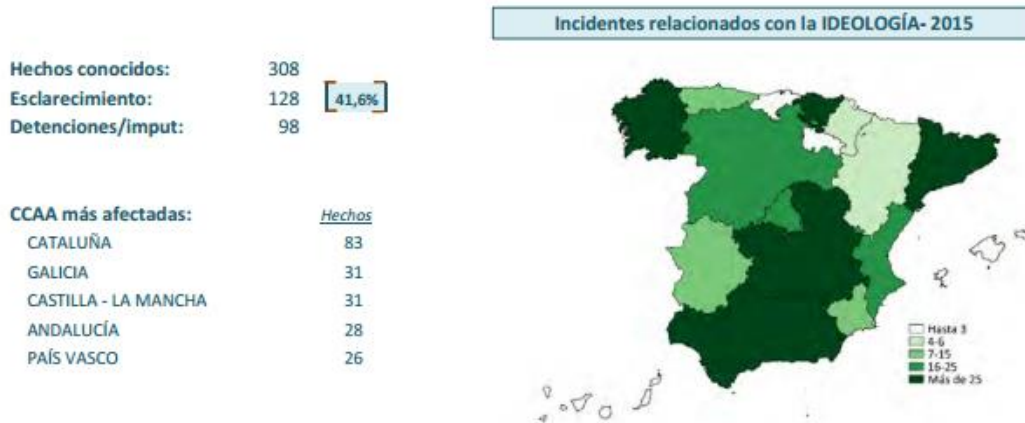 Incidentes relacionados con la IDEOLOGÍA- 2015
Hechos conocidos: 308
Esclarecimiento: 128 41,6%
Detenciones/imput: 98
CCAA más afectadas: Hechos
CATALUÑA 83
GALICIA 31
CASTILLA - LA MANCHA 31
ANDALUCÍA 28
PAÍS VASCO 26
Hasta 3
4-6
7-15
16-25
Más de 25